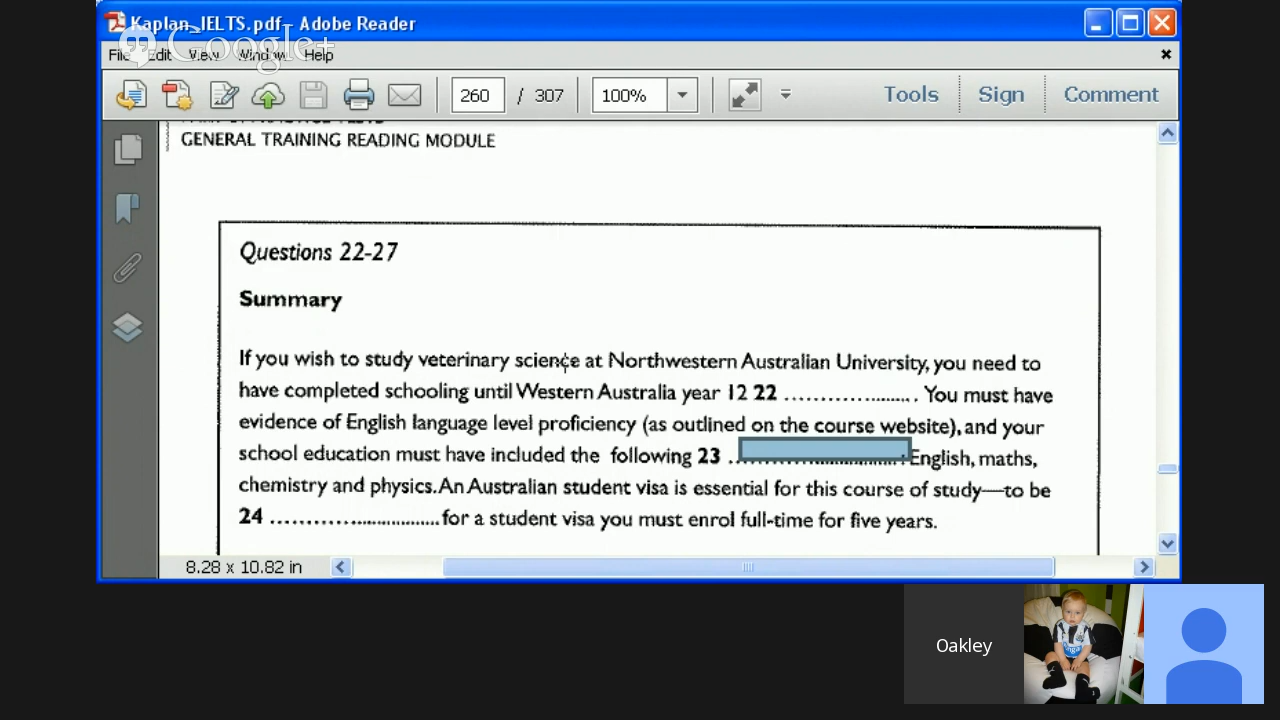 Kaplan_IELTS.pdf - Adobe Reader
Google+
File Edit View Window Help
260 / 307 100% Tools Sign Comment
GENERAL TRAINING READING MODULE
Questions 22-27
Summary
If you wish to study veterinary science at Northwestern Australian University, you need to
have completed schooling until Western Australia year 12 22 ..................... . You must have
evidence of English language level proficiency (as outlined on the course website), and your
school education must have included the following 23 ........................: English, maths,
chemistry and physics. An Australian student visa is essential for this course of study—to be
24 ............................. for a student visa you must enrol full-time for five years.
8.28 x 10.82 in
Oakley